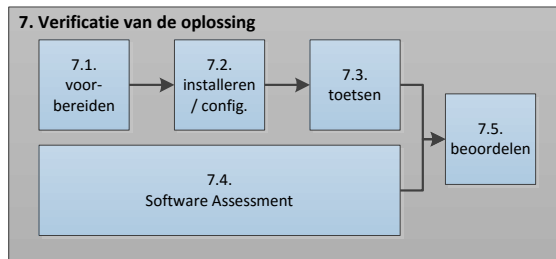 7. Verificatie van de oplossing
7.1.
voor-
bereiden
7.2.
installeren
/ config.
7.3.
toetsen
7.4.
Software Assessment
7.5.
beoordelen